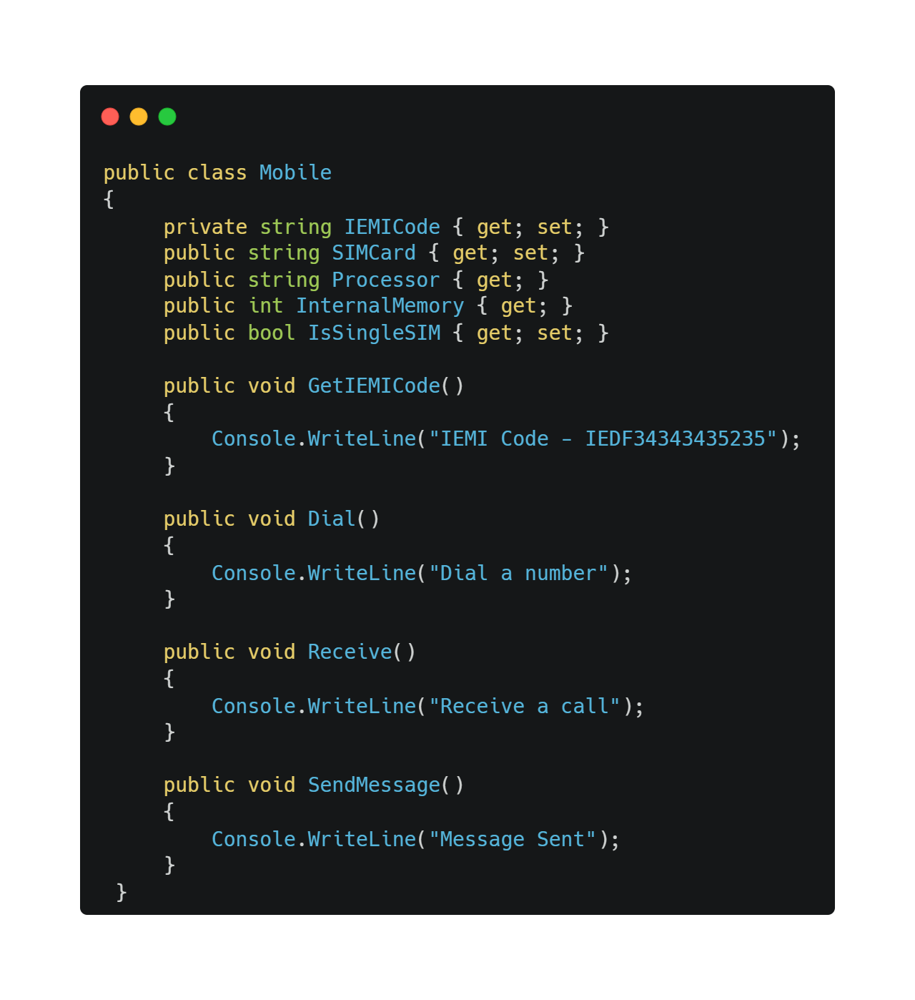 public class Mobile
{
     private string IEMICode { get; set; }
     public string SIMCard { get; set; }
     public string Processor { get; }
     public int InternalMemory { get; }
     public bool IsSingleSIM { get; set; }

     public void GetIEMICode()
     {
         Console.WriteLine("IEMI Code - IEDF34343435235");
     }

     public void Dial()
     {
         Console.WriteLine("Dial a number");
     }

     public void Receive()
     {
         Console.WriteLine("Receive a call");
     }

     public void SendMessage()
     {
         Console.WriteLine("Message Sent");
     }
 }